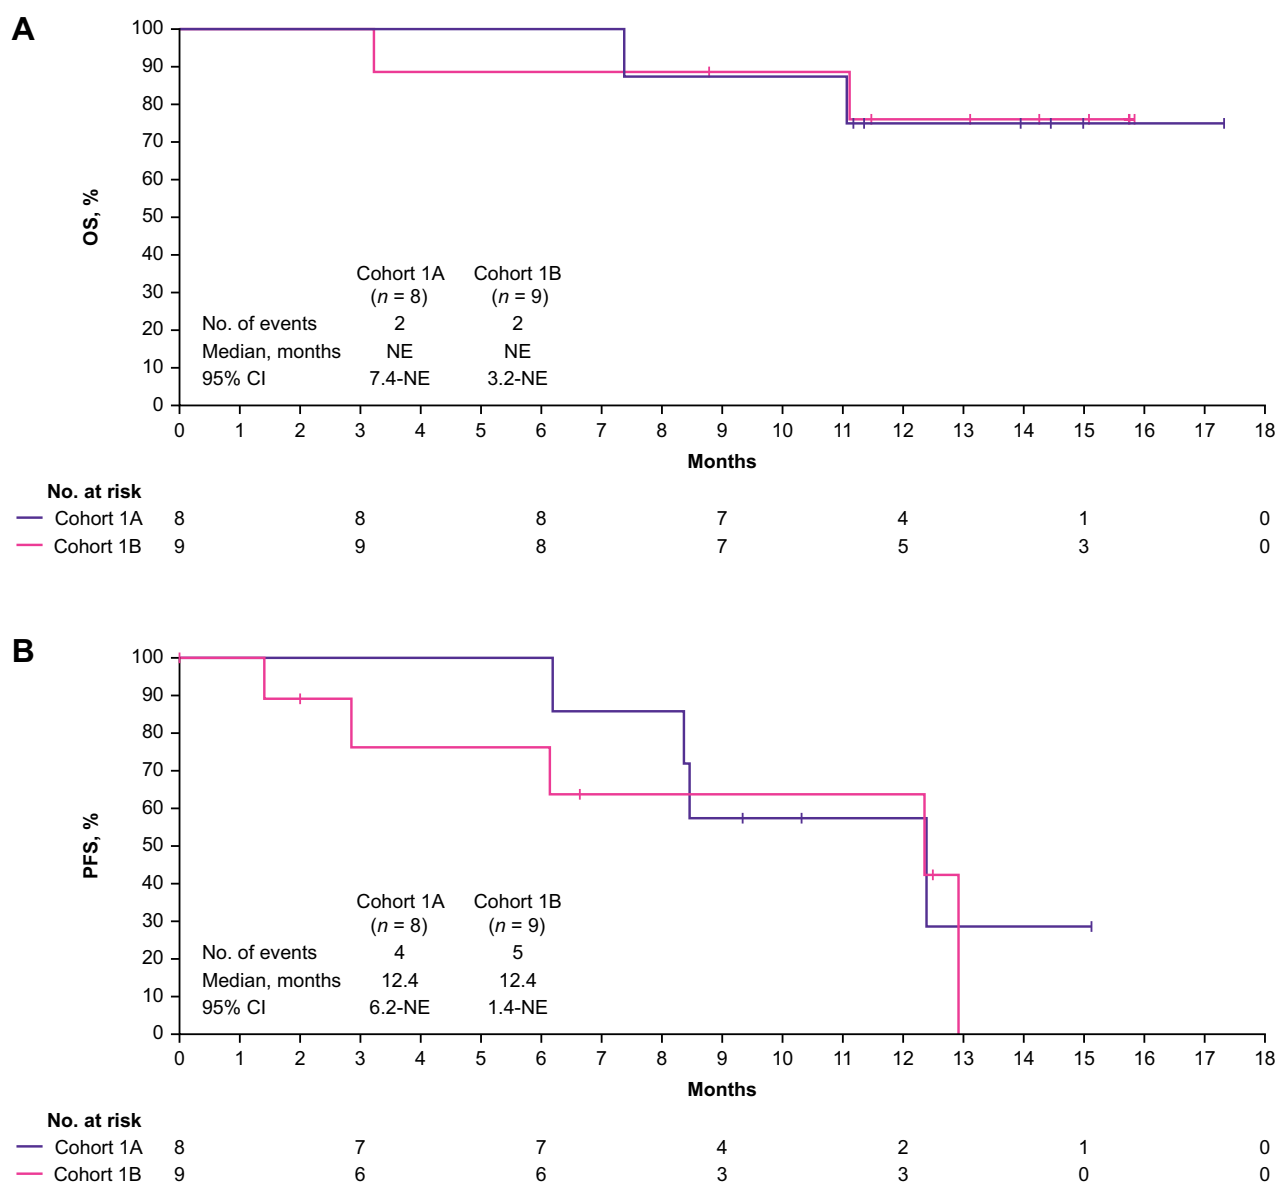 A
100
90
80
70
60
50
40
30
20
10
0
OS, %
Cohort 1A Cohort 1B
(n = 8) (n = 9)
No. of events 2 2
Median, months NE NE
95% CI 7.4-NE 3.2-NE
0 1 2 3 4 5 6 7 8 9 10 11 12 13 14 15 16 17 18
Months
No. at risk
Cohort 1A 8 8 8 7 4 1 0
Cohort 1B 9 9 8 7 5 3 0
B
100
90
80
70
60
50
40
30
20
10
0
PFS, %
Cohort 1A Cohort 1B
(n = 8) (n = 9)
No. of events 4 5
Median, months 12.4 12.4
95% CI 6.2-NE 1.4-NE
0 1 2 3 4 5 6 7 8 9 10 11 12 13 14 15 16 17 18
Months
No. at risk
Cohort 1A 8 7 7 4 2 1 0
Cohort 1B 9 6 6 3 3 0 0